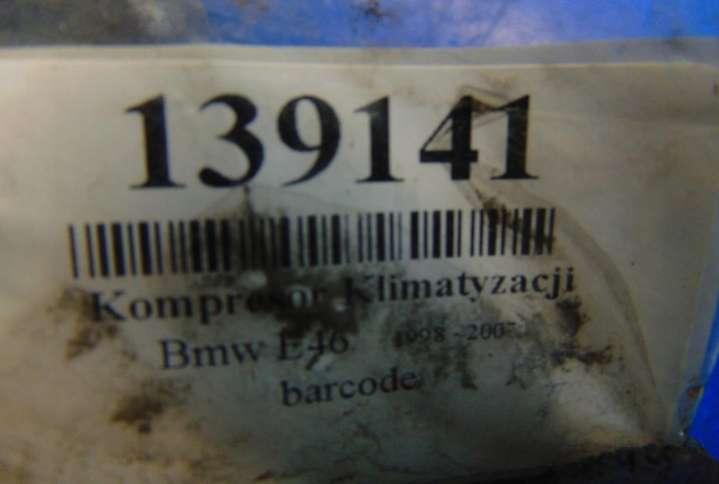 139141
Kompresor Klimatyzacji
Bmw E46 1998 - 2007
barcode